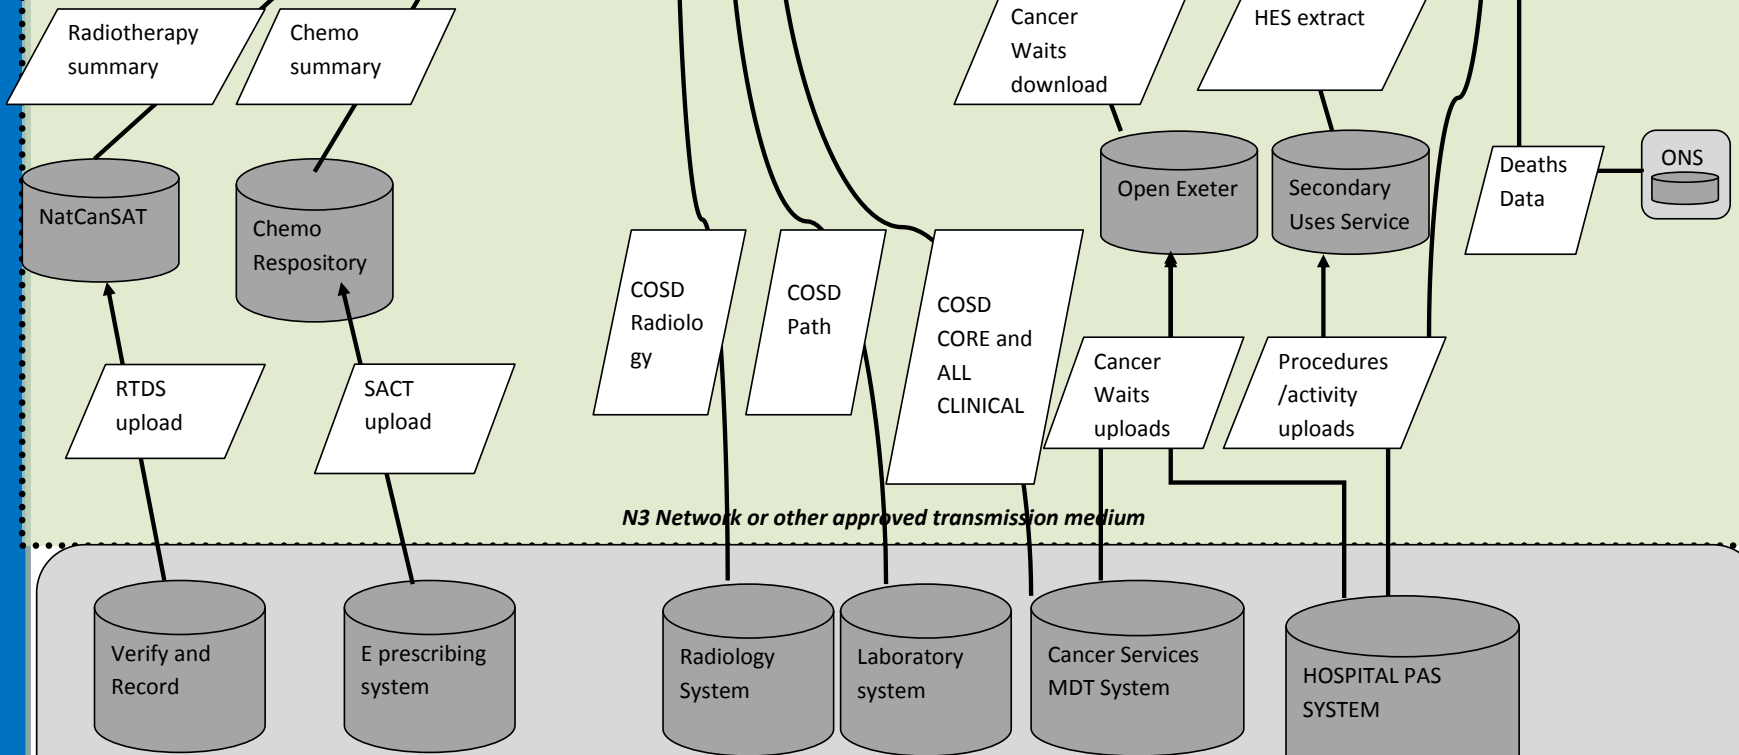 Radiotherapy
summary
Chemo
summary
Cancer
Waits
download
HES extract
NatCanSAT
Chemo
Respository
Open Exeter
Secondary
Uses Service
Deaths
Data
ONS
COSD
Radiolo
gy
COSD
Path
COSD
CORE and
ALL
CLINICAL
RTDS
upload
SACT
upload
Cancer
Waits
uploads
Procedures
/activity
uploads
N3 Network or other approved transmission medium
Verify and
Record
E prescribing
system
Radiology
System
Laboratory
system
Cancer Services
MDT System
HOSPITAL PAS
SYSTEM